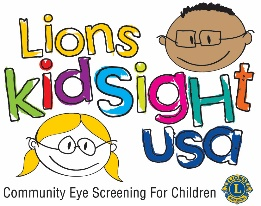 Lions
KidSigHt
usa
Community Eye Screening For Children
L